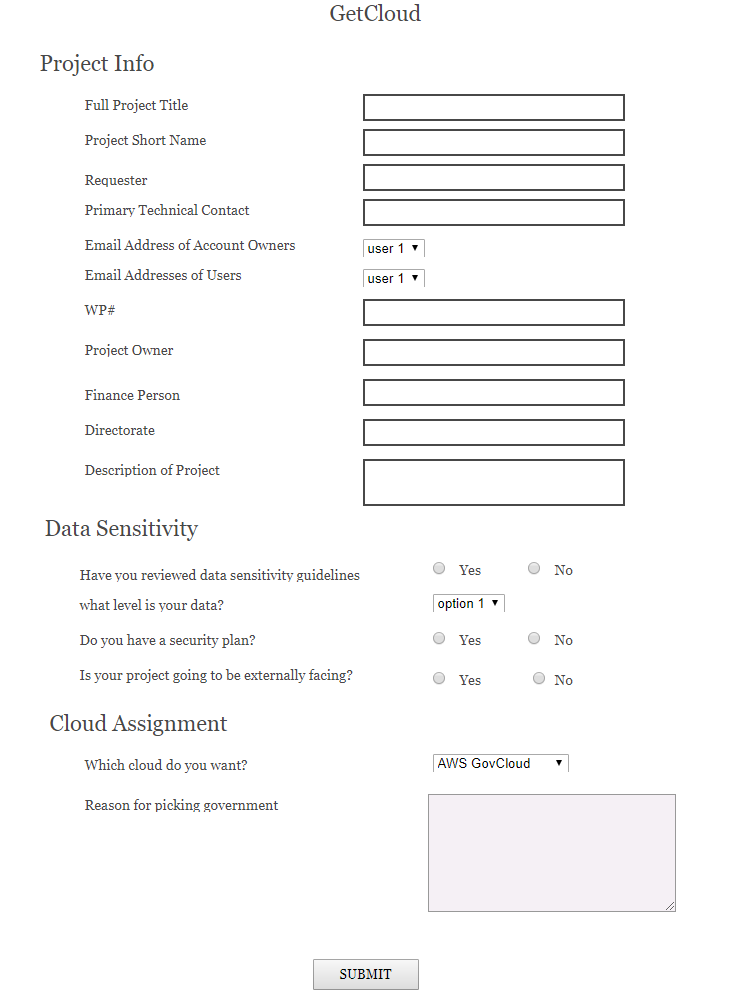 GetCloud
Project Info
Full Project Title
Project Short Name
Requester
Primary Technical Contact
Email Address of Account Owners user 1
Email Addresses of Users user 1
WP#
Project Owner
Finance Person
Directorate
Description of Project
Data Sensitivity
Have you reviewed data sensitivity guidelines Yes No
what level is your data? option 1
Do you have a security plan? Yes No
Is your project going to be externally facing? Yes No
Cloud Assignment
Which cloud do you want? AWS GovCloud
Reason for picking government
SUBMIT